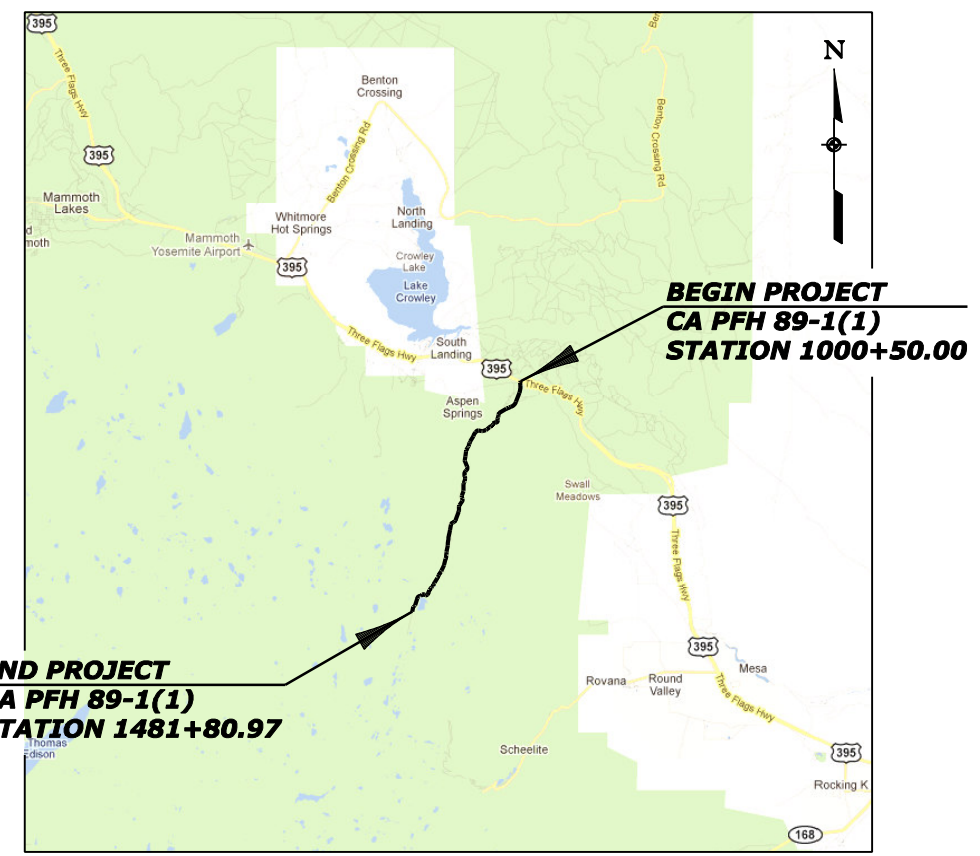 395
Three Flags Hwy
395
Mammoth
Lakes
d
moth
Mammoth
Yosemite Airport
Benton
Crossing
Benton Crossing Rd
Ben
Benton Crossing Rd
N
Whitmore
Hot Springs
395
North
Landing
Crowley
Lake
Lake
Crowley
Three Flags Hwy
South
Landing
395
BEGIN PROJECT
CA PFH 89-1(1)
STATION 1000+50.00
Three Flags Hwy
Aspen
Springs
Swall
Meadows
395
Three Flags Hwy
395
Mesa
Rovana
Round
Valley
Three Flags Hwy
ND PROJECT
A PFH 89-1(1)
TATION 1481+80.97
Thomas
Edison
Scheelite
395
Rocking K
168